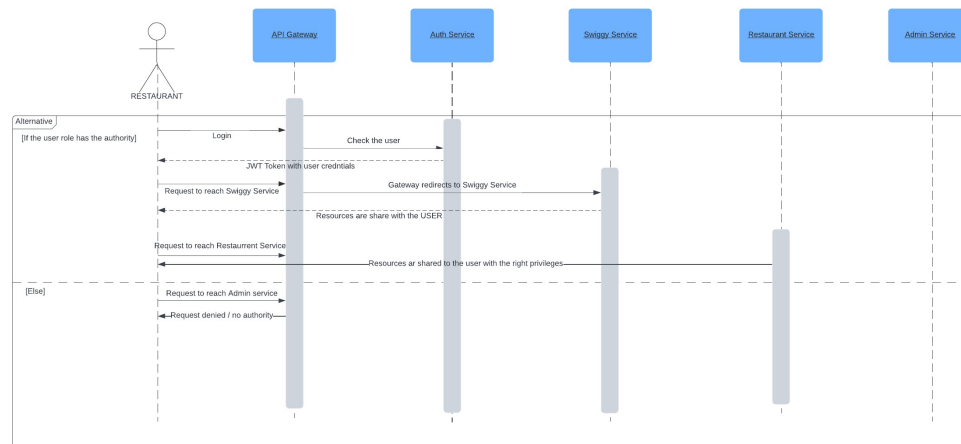 API Gateway
Auth Service
Swiggy Service
Restaurant Service
Admin Service
RESTAURANT
Alternative
[If the user role has the authority]
Login
Check the user
JWT Token with user credntials
Request to reach Swiggy Service
Gateway redirects to Swiggy Service
Resources are share with the USER
Request to reach Restaurrent Service
Resources ar shared to the user with the right privileges
[Else]
Request to reach Admin service
Request denied / no authority